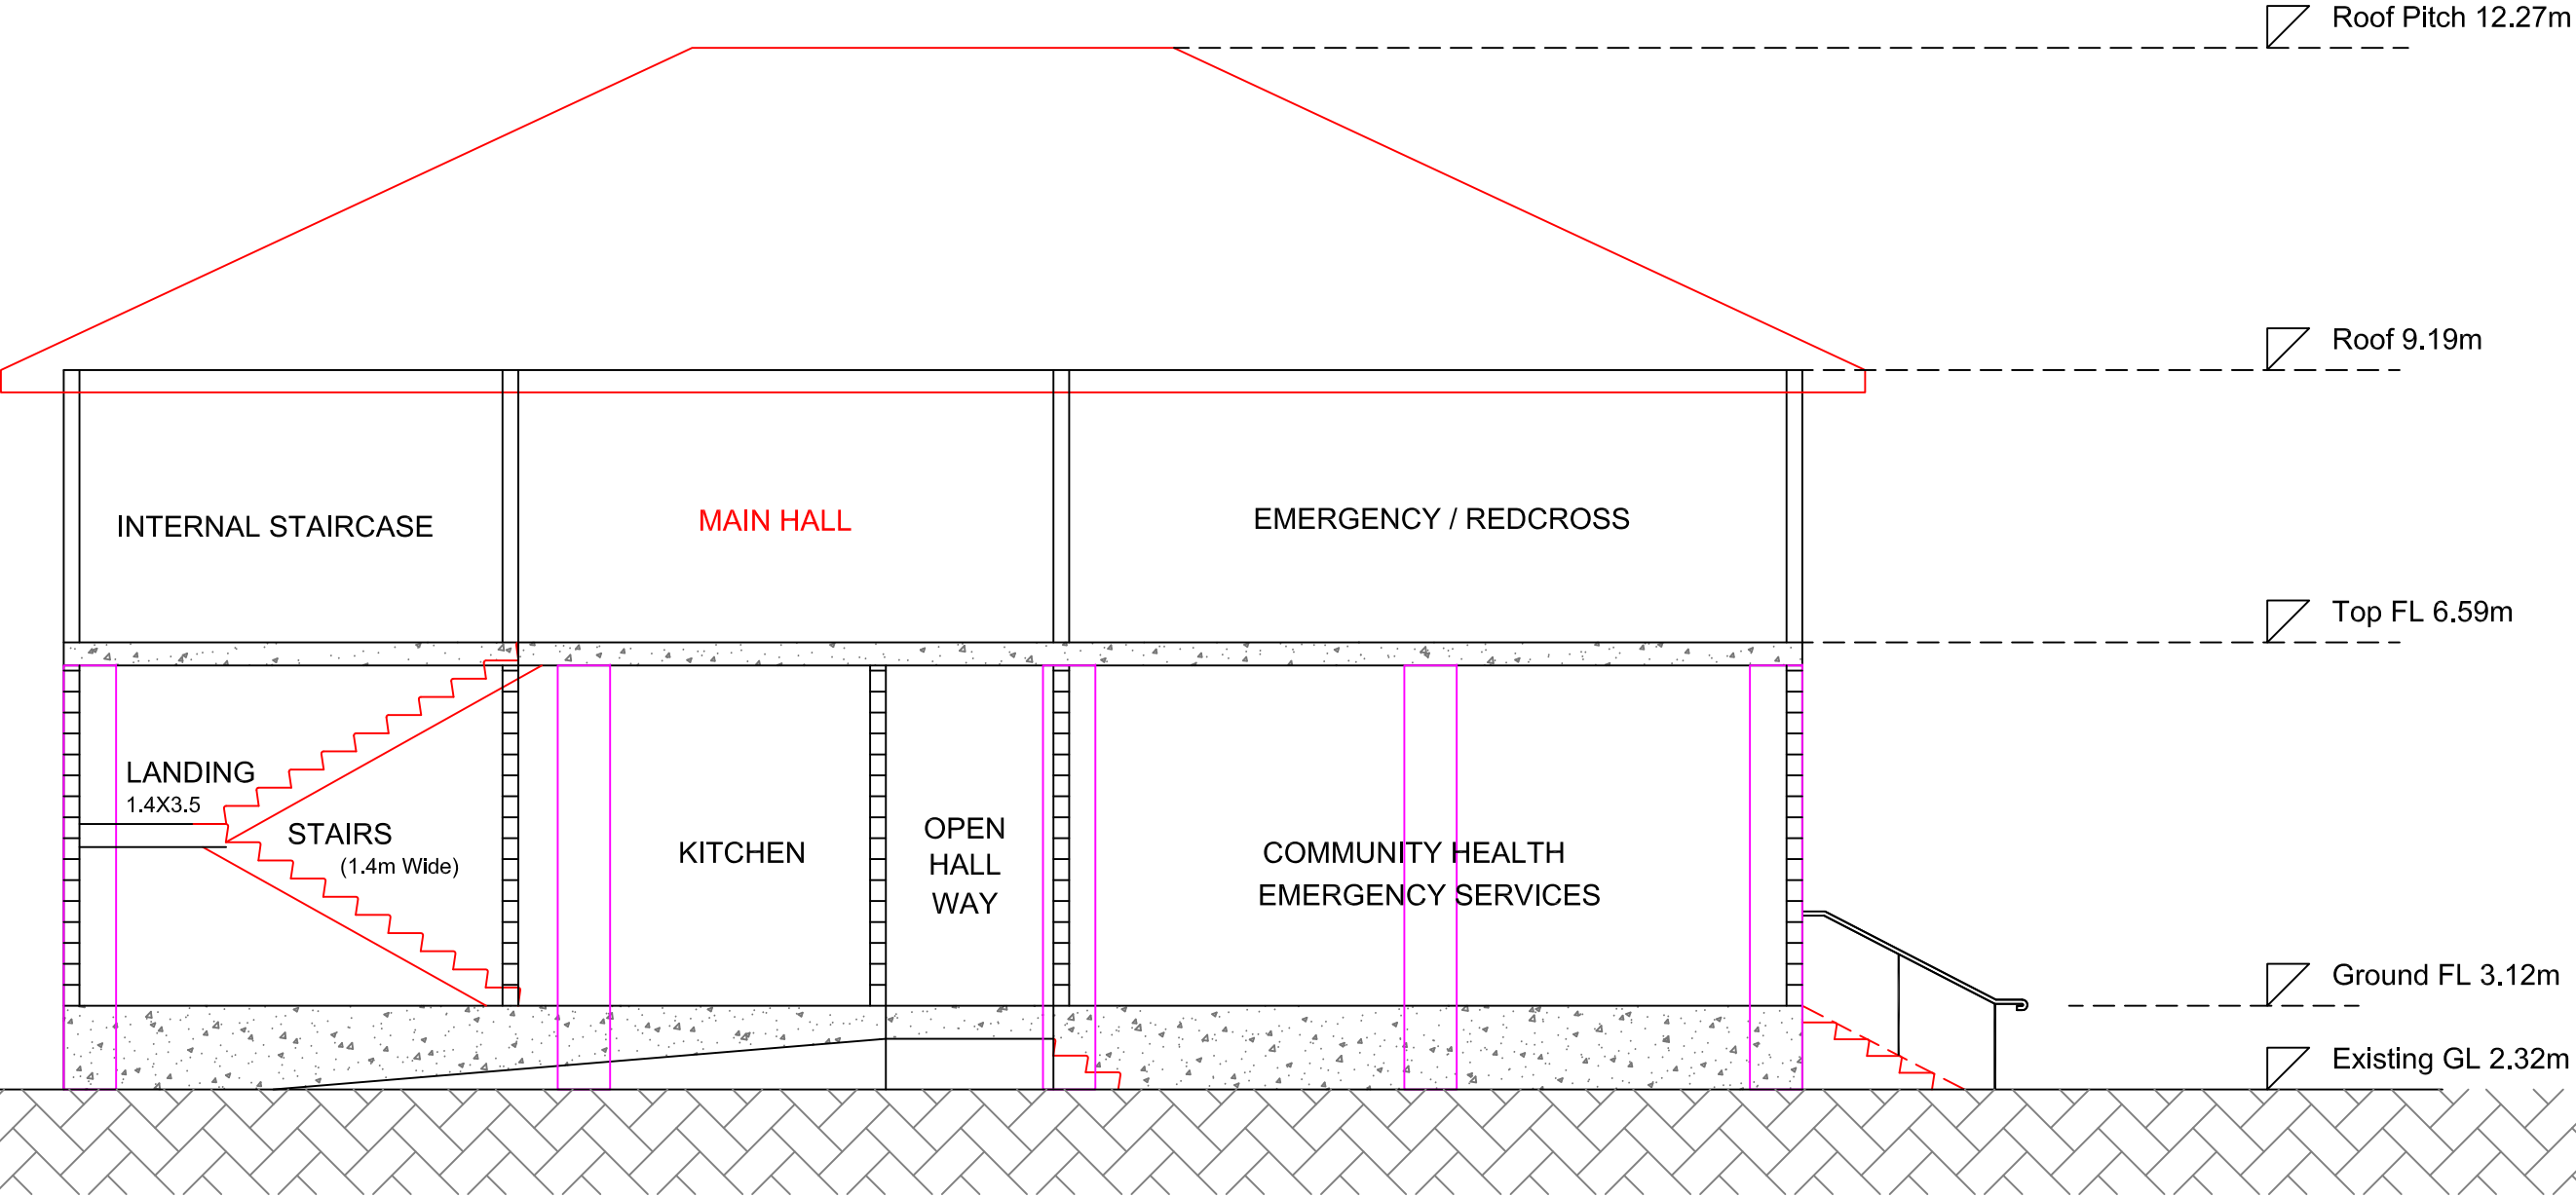 Roof Pitch 12.27m
Roof 9.19m
INTERNAL STAIRCASE
MAIN HALL
EMERGENCY / REDCROSS
Top FL 6.59m
LANDING
1.4X3.5
STAIRS
(1.4m Wide)
KITCHEN
OPEN
HALL
WAY
COMMUNITY HEALTH
EMERGENCY SERVICES
Ground FL 3.12m
Existing GL 2.32m